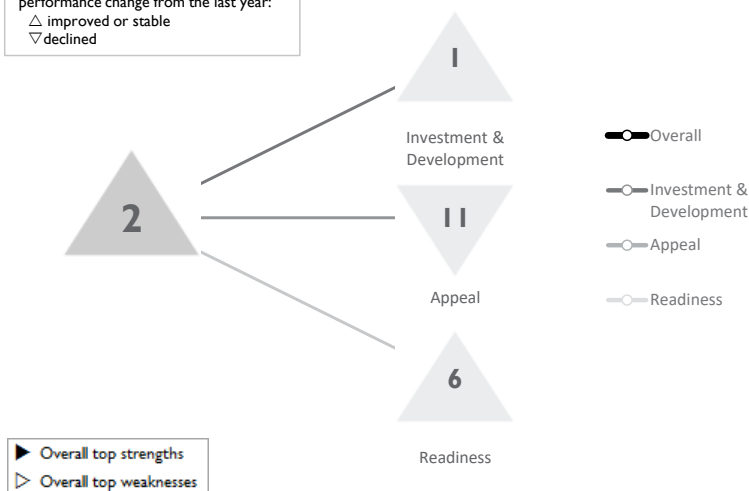 performance change from the last year:
△ improved or stable
▽ declined
1
Investment &
Development
2
11
Appeal
6
Readiness
Overall
Investment &
Development
Appeal
Readiness
▶ Overall top strengths
▷ Overall top weaknesses